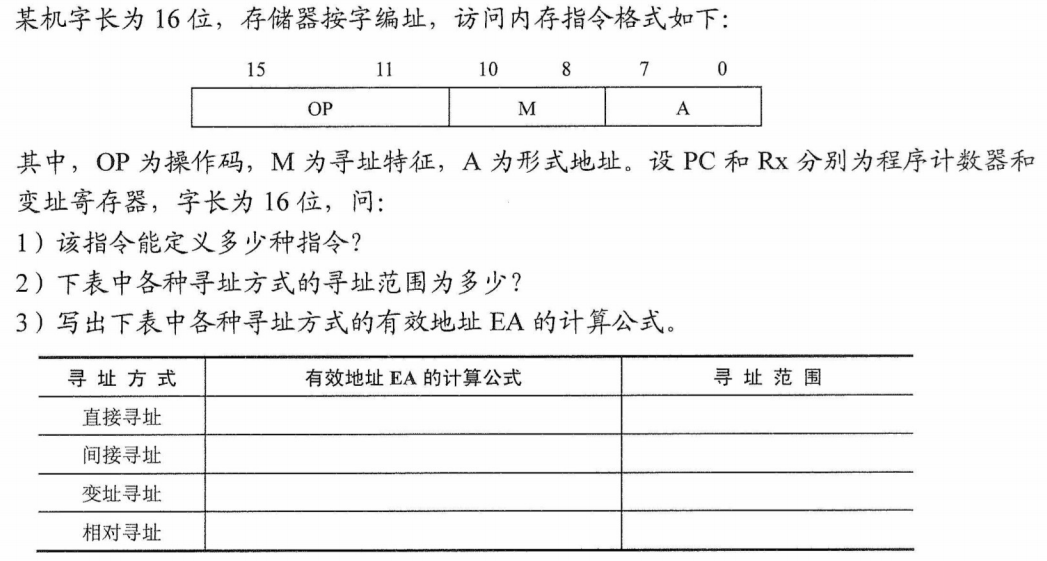 某机字长为 16 位，存储器按字编址，访问内存指令格式如下：
15 11 10 8 7 0
OP M A
其中，OP 为操作码，M 为寻址特征，A 为形式地址。设 PC 和 Rx 分别为程序计数器和
变址寄存器，字长为 16 位，问：
1）该指令能定义多少种指令？
2）下表中各种寻址方式的寻址范围为多少？
3）写出下表中各种寻址方式的有效地址 EA 的计算公式。
寻 址 方 式 有效地址 EA 的计算公式 寻 址 范 围
直接寻址
间接寻址
变址寻址
相对寻址